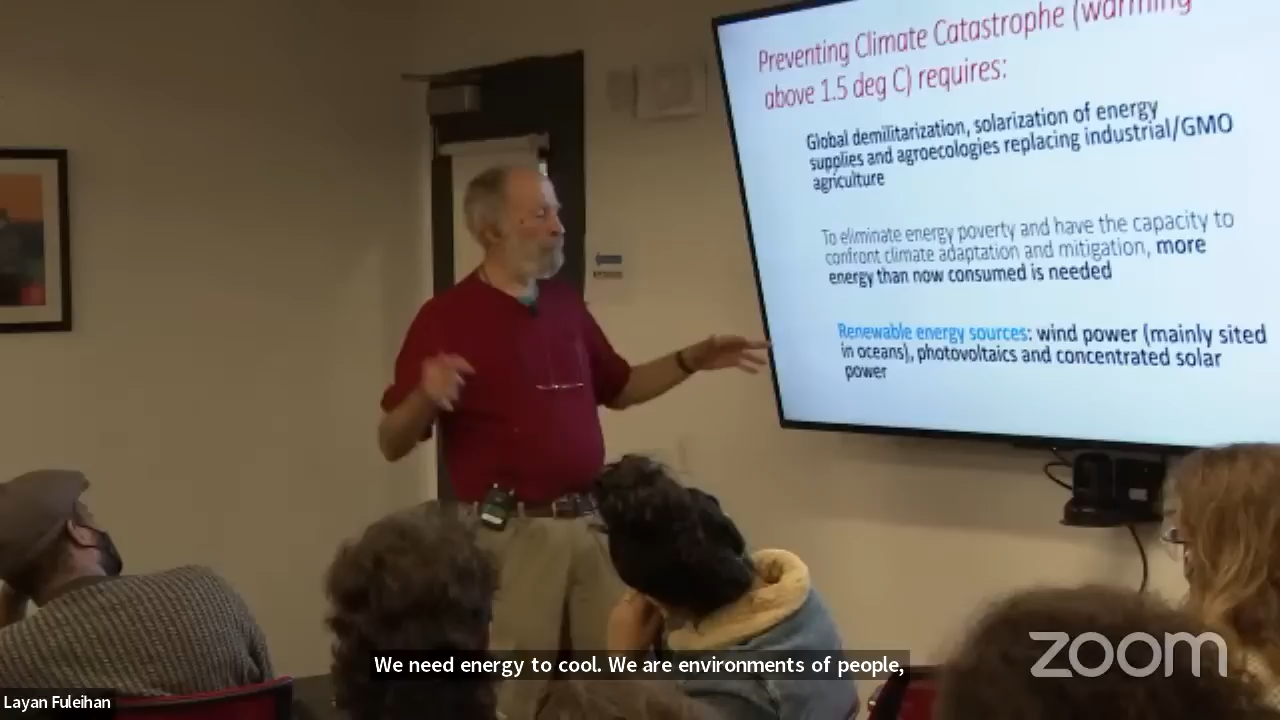 Preventing Climate Catastrophe (warming
above 1.5 deg C) requires:
Global demilitarization, solarization of energy
supplies and agroecologies replacing industrial/GMO
agriculture
To eliminate energy poverty and have the capacity to
confront climate adaptation and mitigation, more
energy than now consumed is needed
Renewable energy sources: wind power (mainly sited
in oceans), photovoltaics and concentrated solar
power
We need energy to cool. We are environments of people,
zoom
Layan Fuleihan